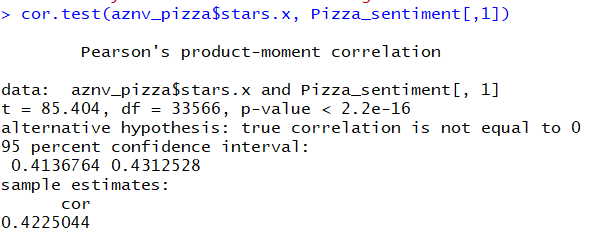 > cor.test(aznv_pizza$stars.x, Pizza_sentiment[,1])
Pearson's product-moment correlation
data:  aznv_pizza$stars.x and Pizza_sentiment[, 1]
t = 85.404, df = 33566, p-value < 2.2e-16
alternative hypothesis: true correlation is not equal to 0
95 percent confidence interval:
0.4136764 0.4312528
sample estimates:
cor
0.4225044